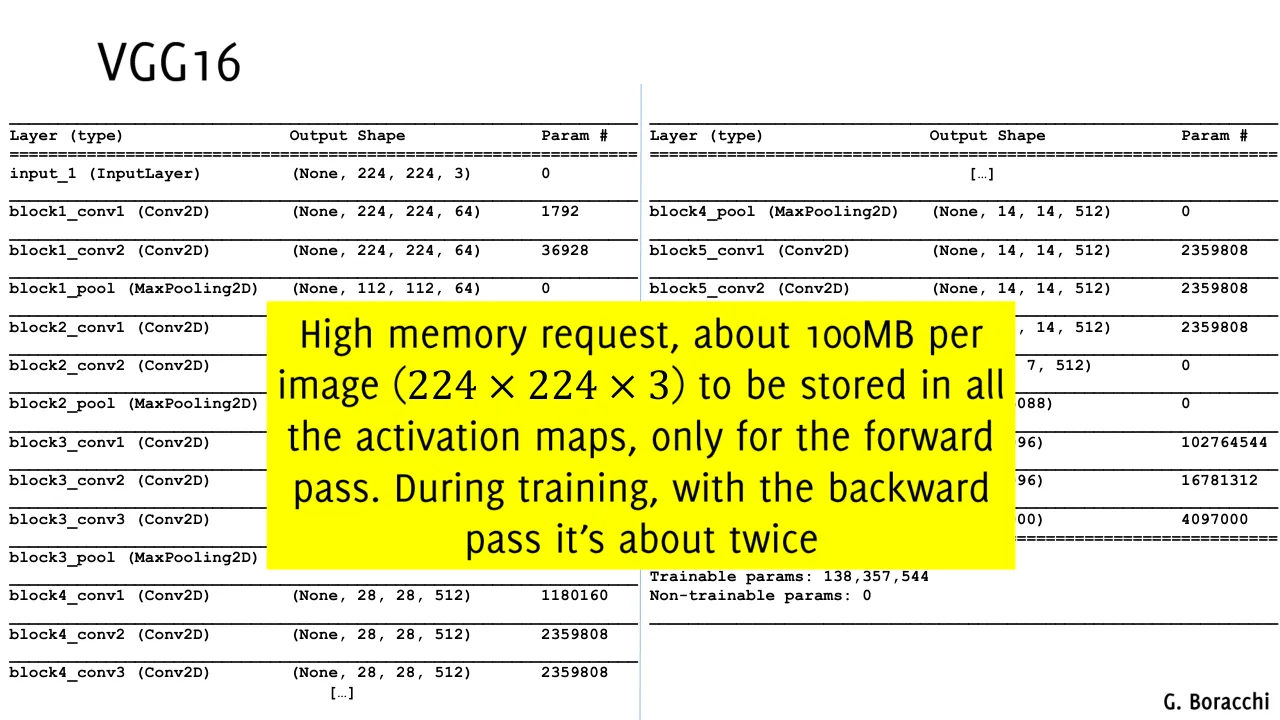 VGG16
Layer (type) Output Shape Param #
input_1 (InputLayer) (None, 224, 224, 3) 0
block1_conv1 (Conv2D) (None, 224, 224, 64) 1792
block1_conv2 (Conv2D) (None, 224, 224, 64) 36928
block1_pool (MaxPooling2D) (None, 112, 112, 64) 0
block2_conv1 (Conv2D)
block2_conv2 (Conv2D)
block2_pool (MaxPooling2D)
block3_conv1 (Conv2D)
block3_conv2 (Conv2D)
block3_conv3 (Conv2D)
block3_pool (MaxPooling2D)
block4_conv1 (Conv2D) (None, 28, 28, 512) 1180160
block4_conv2 (Conv2D) (None, 28, 28, 512) 2359808
block4_conv3 (Conv2D) (None, 28, 28, 512) 2359808
[…]
Layer (type) Output Shape Param #
[…]
block4_pool (MaxPooling2D) (None, 14, 14, 512) 0
block5_conv1 (Conv2D) (None, 14, 14, 512) 2359808
block5_conv2 (Conv2D) (None, 14, 14, 512) 2359808
, 14, 512) 2359808
7, 512) 0
088) 0
96) 102764544
96) 16781312
00) 4097000
Trainable params: 138,357,544
Non-trainable params: 0
High memory request, about 100MB per
image (224 × 224 × 3) to be stored in all
the activation maps, only for the forward
pass. During training, with the backward
pass it's about twice
G. Boracchi